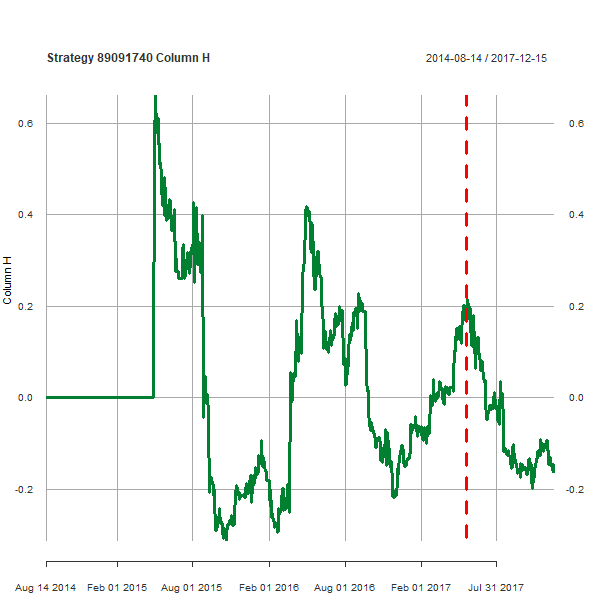 Strategy 89091740 Column H
2014-08-14 / 2017-12-15
0.6
0.6
0.4
0.4
Column H
0.2
0.2
0.0
0.0
-0.2
-0.2
Aug 14 2014
Feb 01 2015
Aug 01 2015
Feb 01 2016
Aug 01 2016
Feb 01 2017
Jul 31 2017